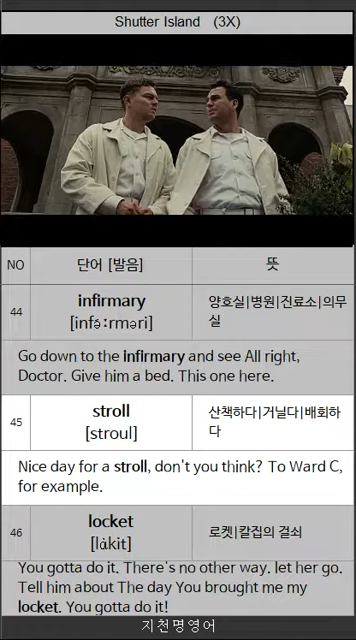 Shutter Island (3X)
NO 단어 [발음] 뜻
44 infirmary 양호실|병원|진료소|의무
[infə́ːrməri] 실
Go down to the infirmary and see All right,
Doctor. Give him a bed. This one here.
45 stroll 산책하다|거닐다|배회하
[stroul] 다
Nice day for a stroll, don't you think? To Ward C,
for example.
46 locket 로켓|칼집의 걸쇠
[lάkit]
You gotta do it. There's no other way. let her go.
Tell him about The day You brought me my
locket. You gotta do it!
지천명영어